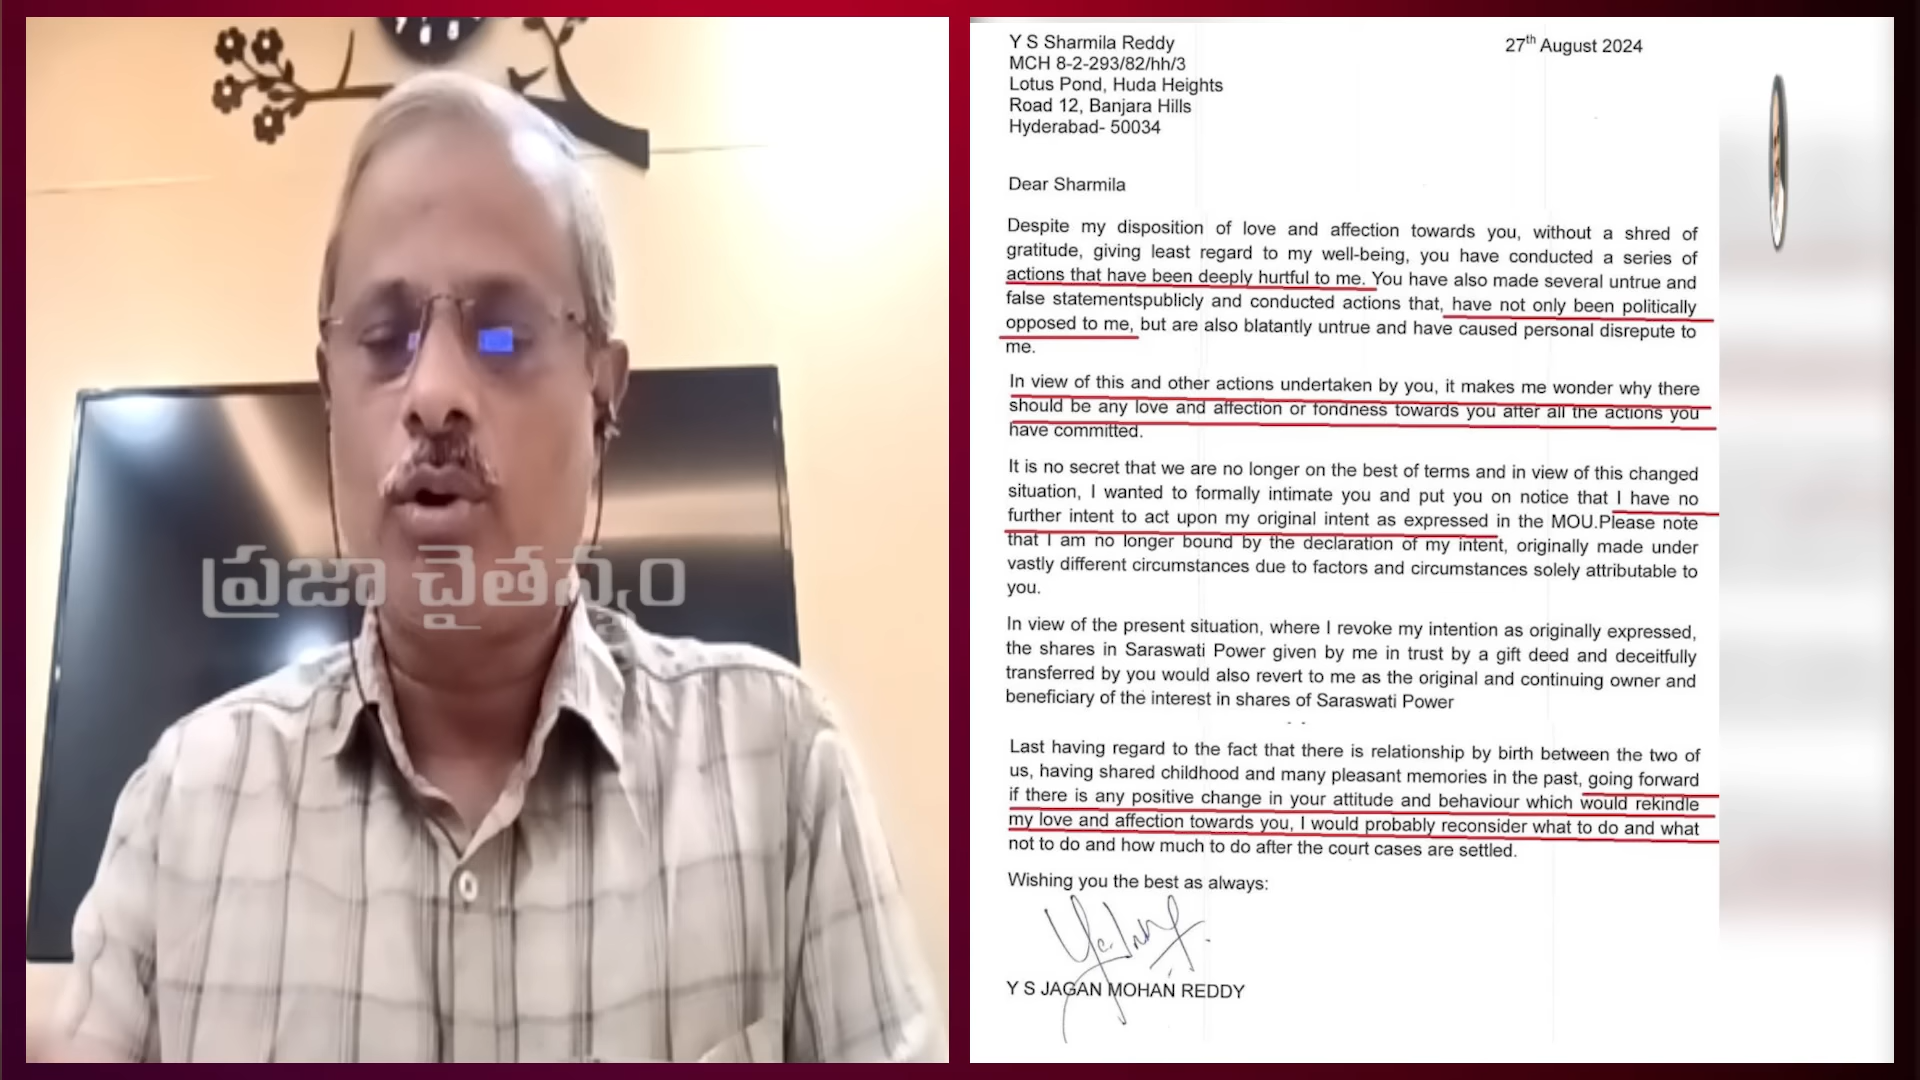 ప్రజా చైతన్యం
Y S Sharmila Reddy
27th August 2024
MCH 8-2-293/82/hh/3
Lotus Pond, Huda Heights
Road 12, Banjara Hills
Hyderabad- 50034
Dear Sharmila
Despite my disposition of love and affection towards you, without a shred of
gratitude, giving least regard to my well-being, you have conducted a series of
actions that have been deeply hurtful to me. You have also made several untrue and
false statementspublicly and conducted actions that, have not only been politically
opposed to me, but are also blatantly untrue and have caused personal disrepute to
me.
In view of this and other actions undertaken by you, it makes me wonder why there
should be any love and affection or fondness towards you after all the actions you
have committed.
It is no secret that we are no longer on the best of terms and in view of this changed
situation, I wanted to formally intimate you and put you on notice that I have no
further intent to act upon my original intent as expressed in the MOU.Please note
that I am no longer bound by the declaration of my intent, originally made under
vastly different circumstances due to factors and circumstances solely attributable to
you.
In view of the present situation, where I revoke my intention as originally expressed,
the shares in Saraswati Power given by me in trust by a gift deed and deceitfully
transferred by you would also revert to me as the original and continuing owner and
beneficiary of the interest in shares of Saraswati Power
Last having regard to the fact that there is relationship by birth between the two of
us, having shared childhood and many pleasant memories in the past, going forward
if there is any positive change in your attitude and behaviour which would rekindle
my love and affection towards you, I would probably reconsider what to do and what
not to do and how much to do after the court cases are settled.
Wishing you the best as always:
Y S JAGAN MOHAN REDDY